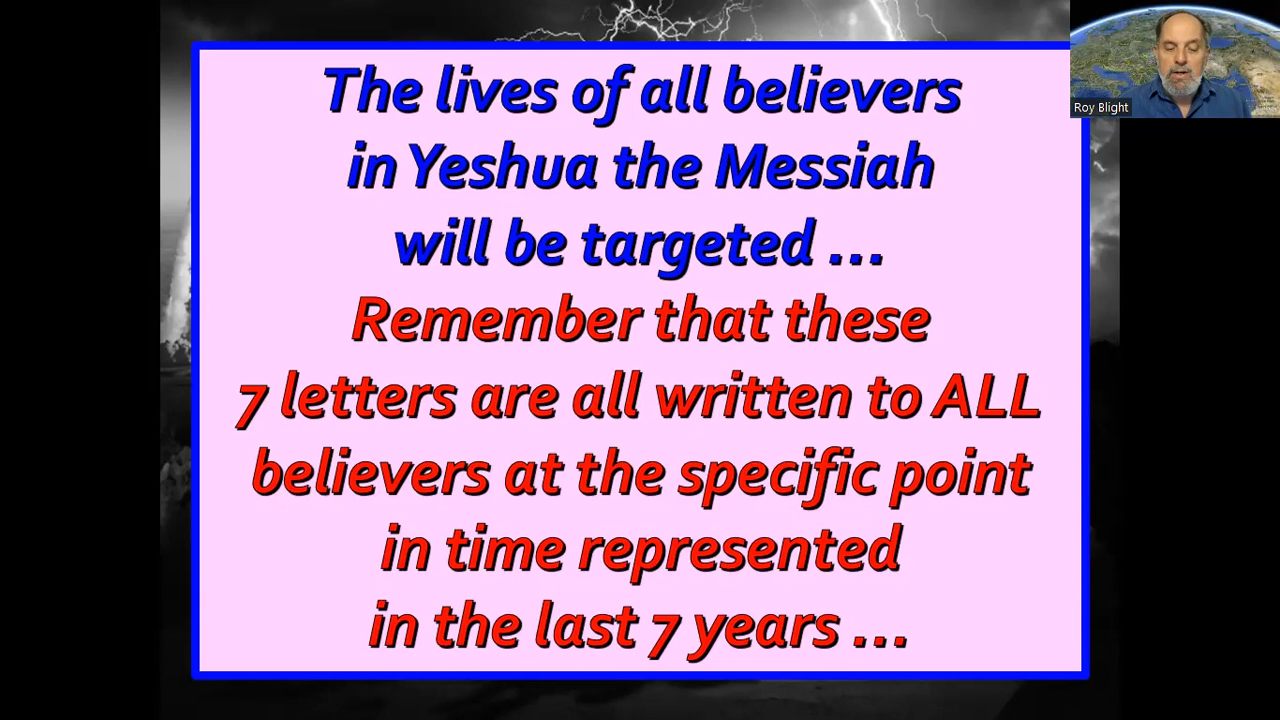 The lives of all believers
in Yeshua the Messiah
will be targeted ...
Remember that these
7 letters are all written to ALL
believers at the specific point
in time represented
in the last 7 years ...
Roy Blight